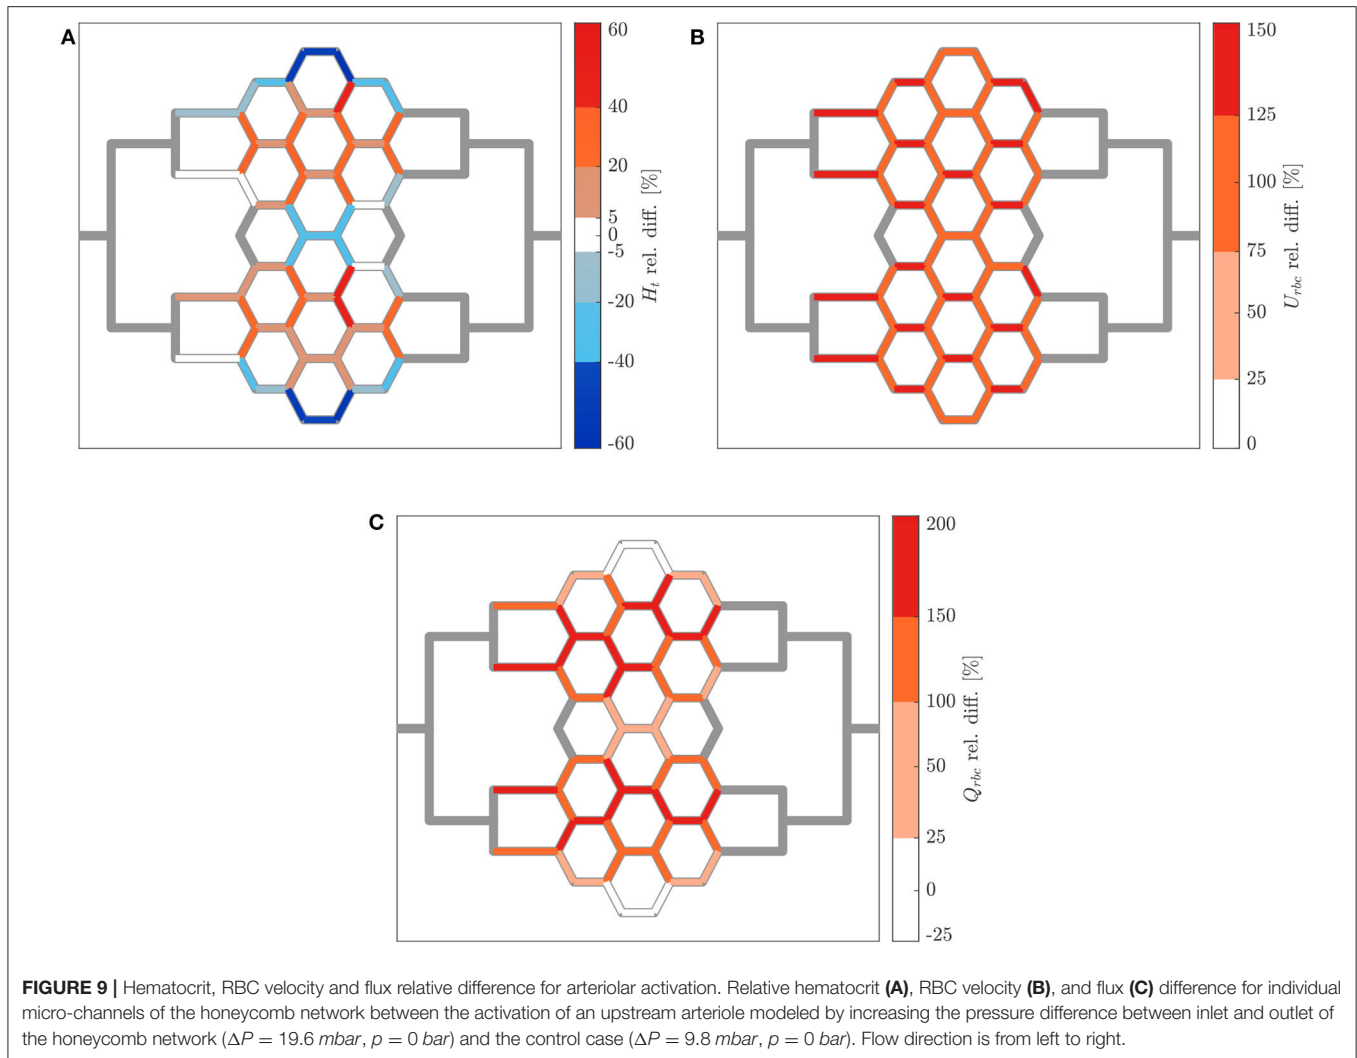 A
60
40
20
5
0
-5
-20
-40
-60
H_t rel. diff. [%]
B
150
125
100
75
50
25
0
U_rbc rel. diff. [%]
C
200
150
100
50
25
0
-25
Q_rbc rel. diff. [%]
FIGURE 9 | Hematocrit, RBC velocity and flux relative difference for arteriolar activation. Relative hematocrit (A), RBC velocity (B), and flux (C) difference for individual
micro-channels of the honeycomb network between the activation of an upstream arteriole modeled by increasing the pressure difference between inlet and outlet of
the honeycomb network (ΔP = 19.6 mbar, p = 0 bar) and the control case (ΔP = 9.8 mbar, p = 0 bar). Flow direction is from left to right.